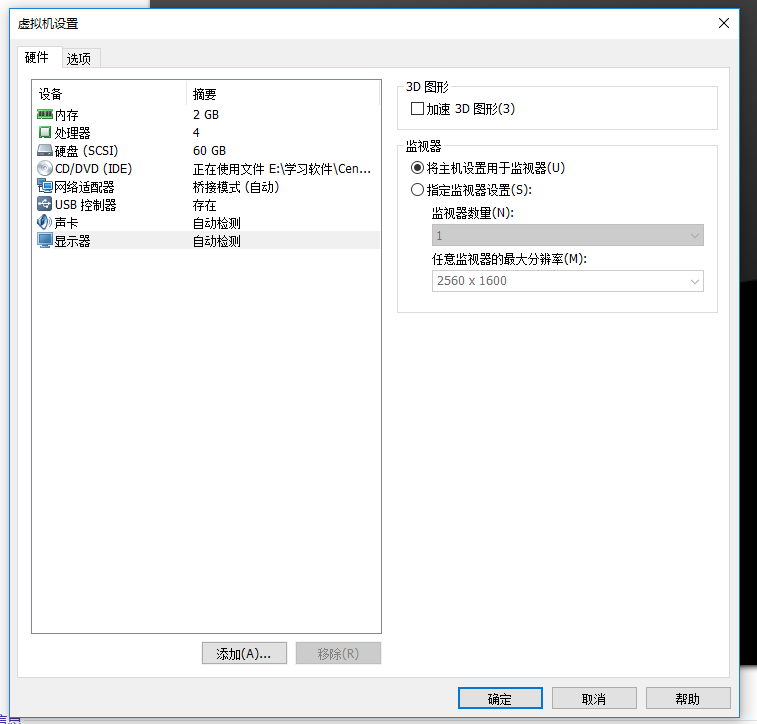 虚拟机设置
硬件 选项
设备 摘要
内存 2 GB
处理器 4
硬盘 (SCSI) 60 GB
CD/DVD (IDE) 正在使用文件 E:\学习软件\Cen...
网络适配器 桥接模式 (自动)
USB 控制器 存在
声卡 自动检测
显示器 自动检测
添加(A)... 移除(R)
3D 图形
加速 3D 图形(3)
监视器
将主机设置用于监视器(U)
指定监视器设置(S):
监视器数量(N):
1
任意监视器的最大分辨率(M):
2560 x 1600
确定 取消 帮助